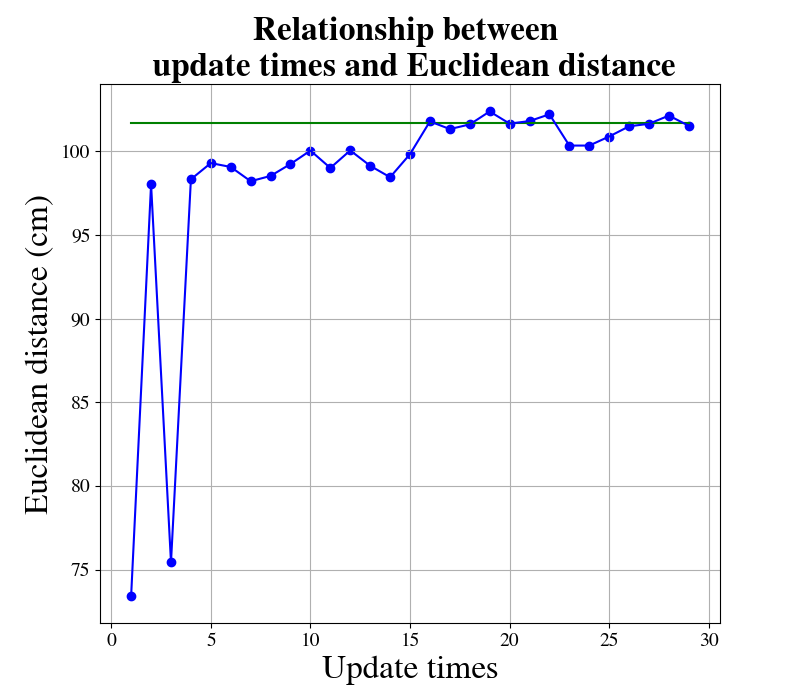 Relationship between
update times and Euclidean distance
Euclidean distance (cm)
100
95
90
85
80
75
0 5 10 15 20 25 30
Update times